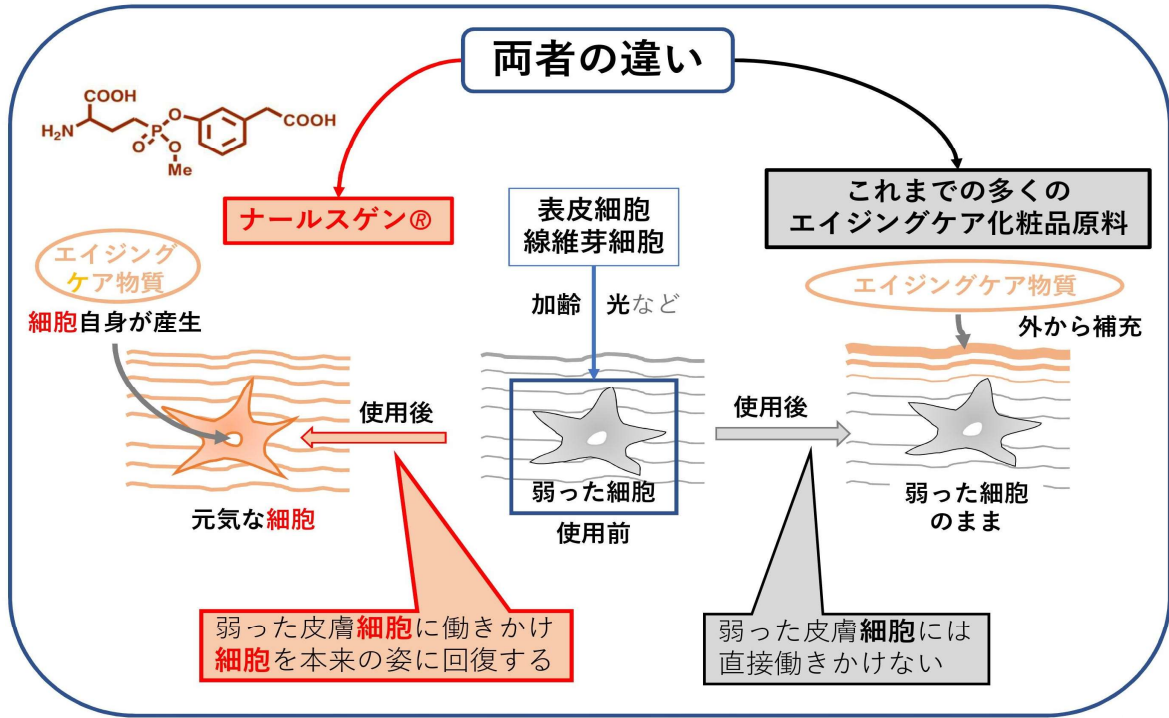 両者の違い
COOH
H₂N
P
O
O
O
Me
COOH
ナールスゲン®
表皮細胞
線維芽細胞
これまでの多くの
エイジングケア化粧品原料
エイジング
ケア物質
細胞自身が産生
加齢 光など
エイジングケア物質
外から補充
使用後
使用後
元気な細胞
弱った細胞
使用前
弱った細胞
のまま
弱った皮膚細胞に働きかけ
細胞を本来の姿に回復する
弱った皮膚細胞には
直接働きかけない